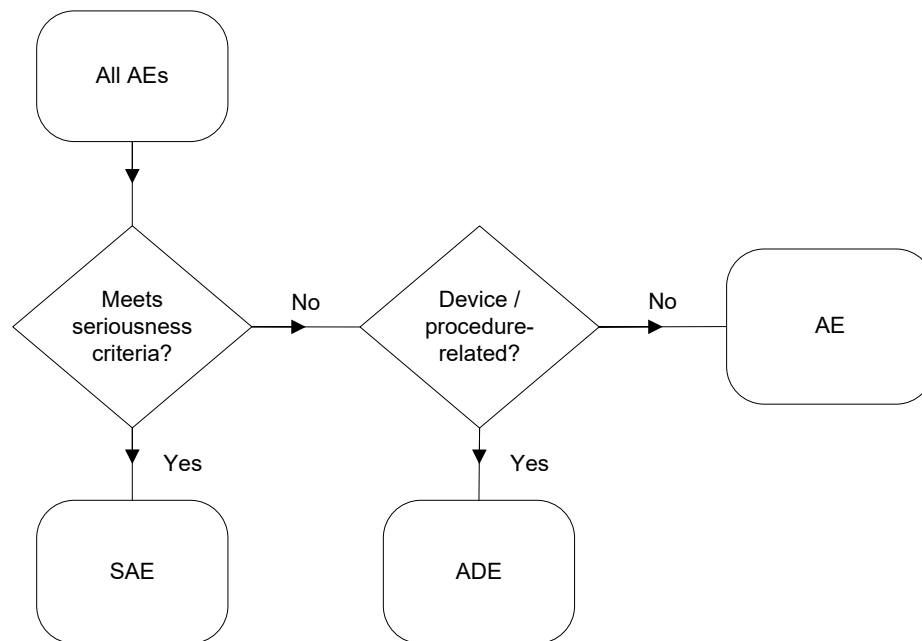 All AEs
Meets
seriousness
criteria?
No
Device /
procedure-
related?
No
AE
Yes
Yes
SAE
ADE